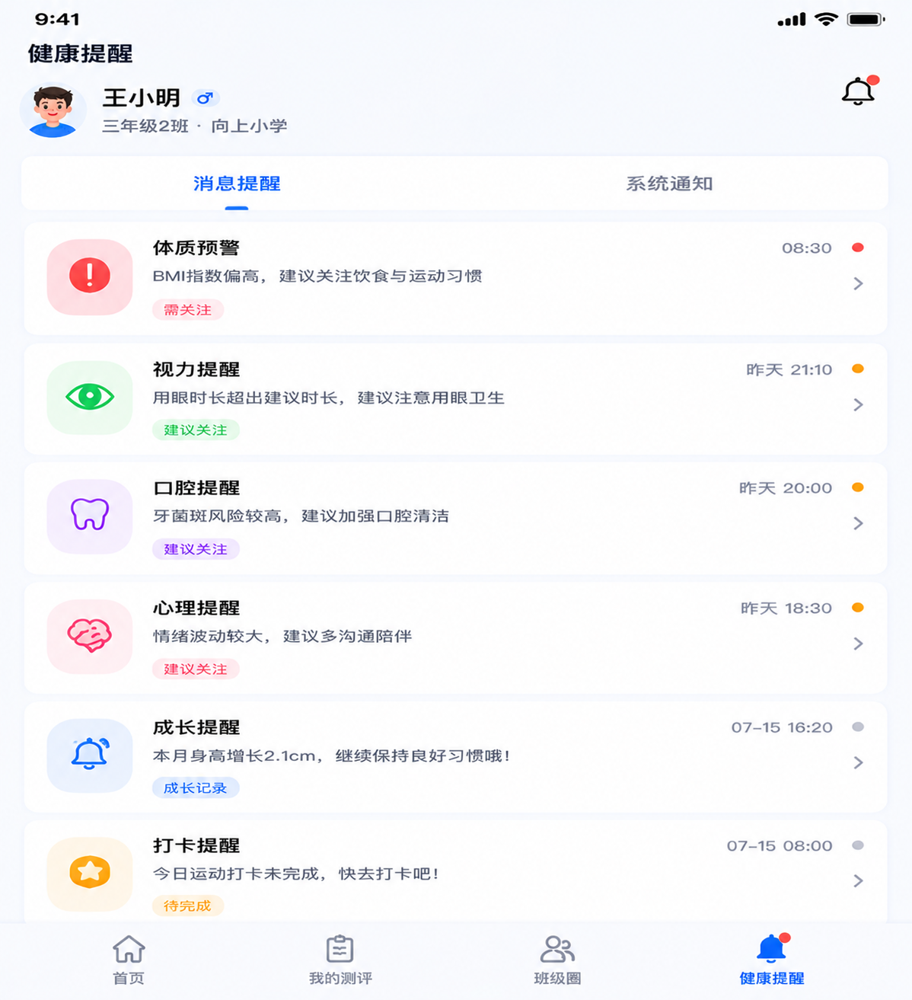 9:41
健康提醒
王小明
三年级2班 · 向上小学
消息提醒 系统通知
体质预警 08:30
BMI指数偏高，建议关注饮食与运动习惯
需关注
视力提醒 昨天 21:10
用眼时长超出建议时长，建议注意用眼卫生
建议关注
口腔提醒 昨天 20:00
牙菌斑风险较高，建议加强口腔清洁
建议关注
心理提醒 昨天 18:30
情绪波动较大，建议多沟通陪伴
建议关注
成长提醒 07-15 16:20
本月身高增长2.1cm，继续保持良好习惯哦！
成长记录
打卡提醒 07-15 08:00
今日运动打卡未完成，快去打卡吧！
待完成
首页 我的测评 班级圈 健康提醒